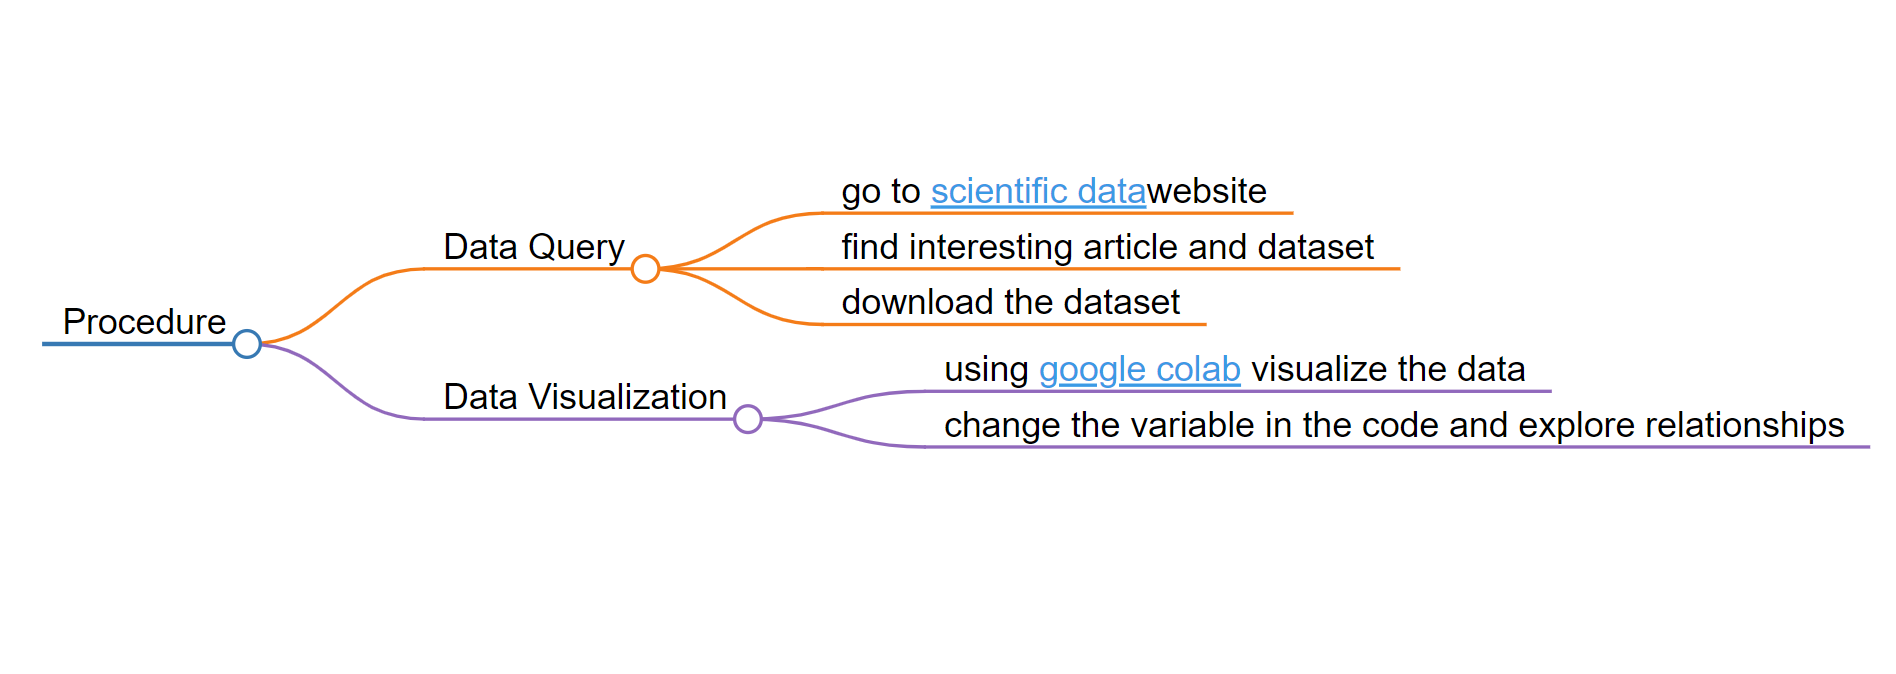 Procedure
Data Query
go to scientific datawebsite
find interesting article and dataset
download the dataset
Data Visualization
using google colab visualize the data
change the variable in the code and explore relationships